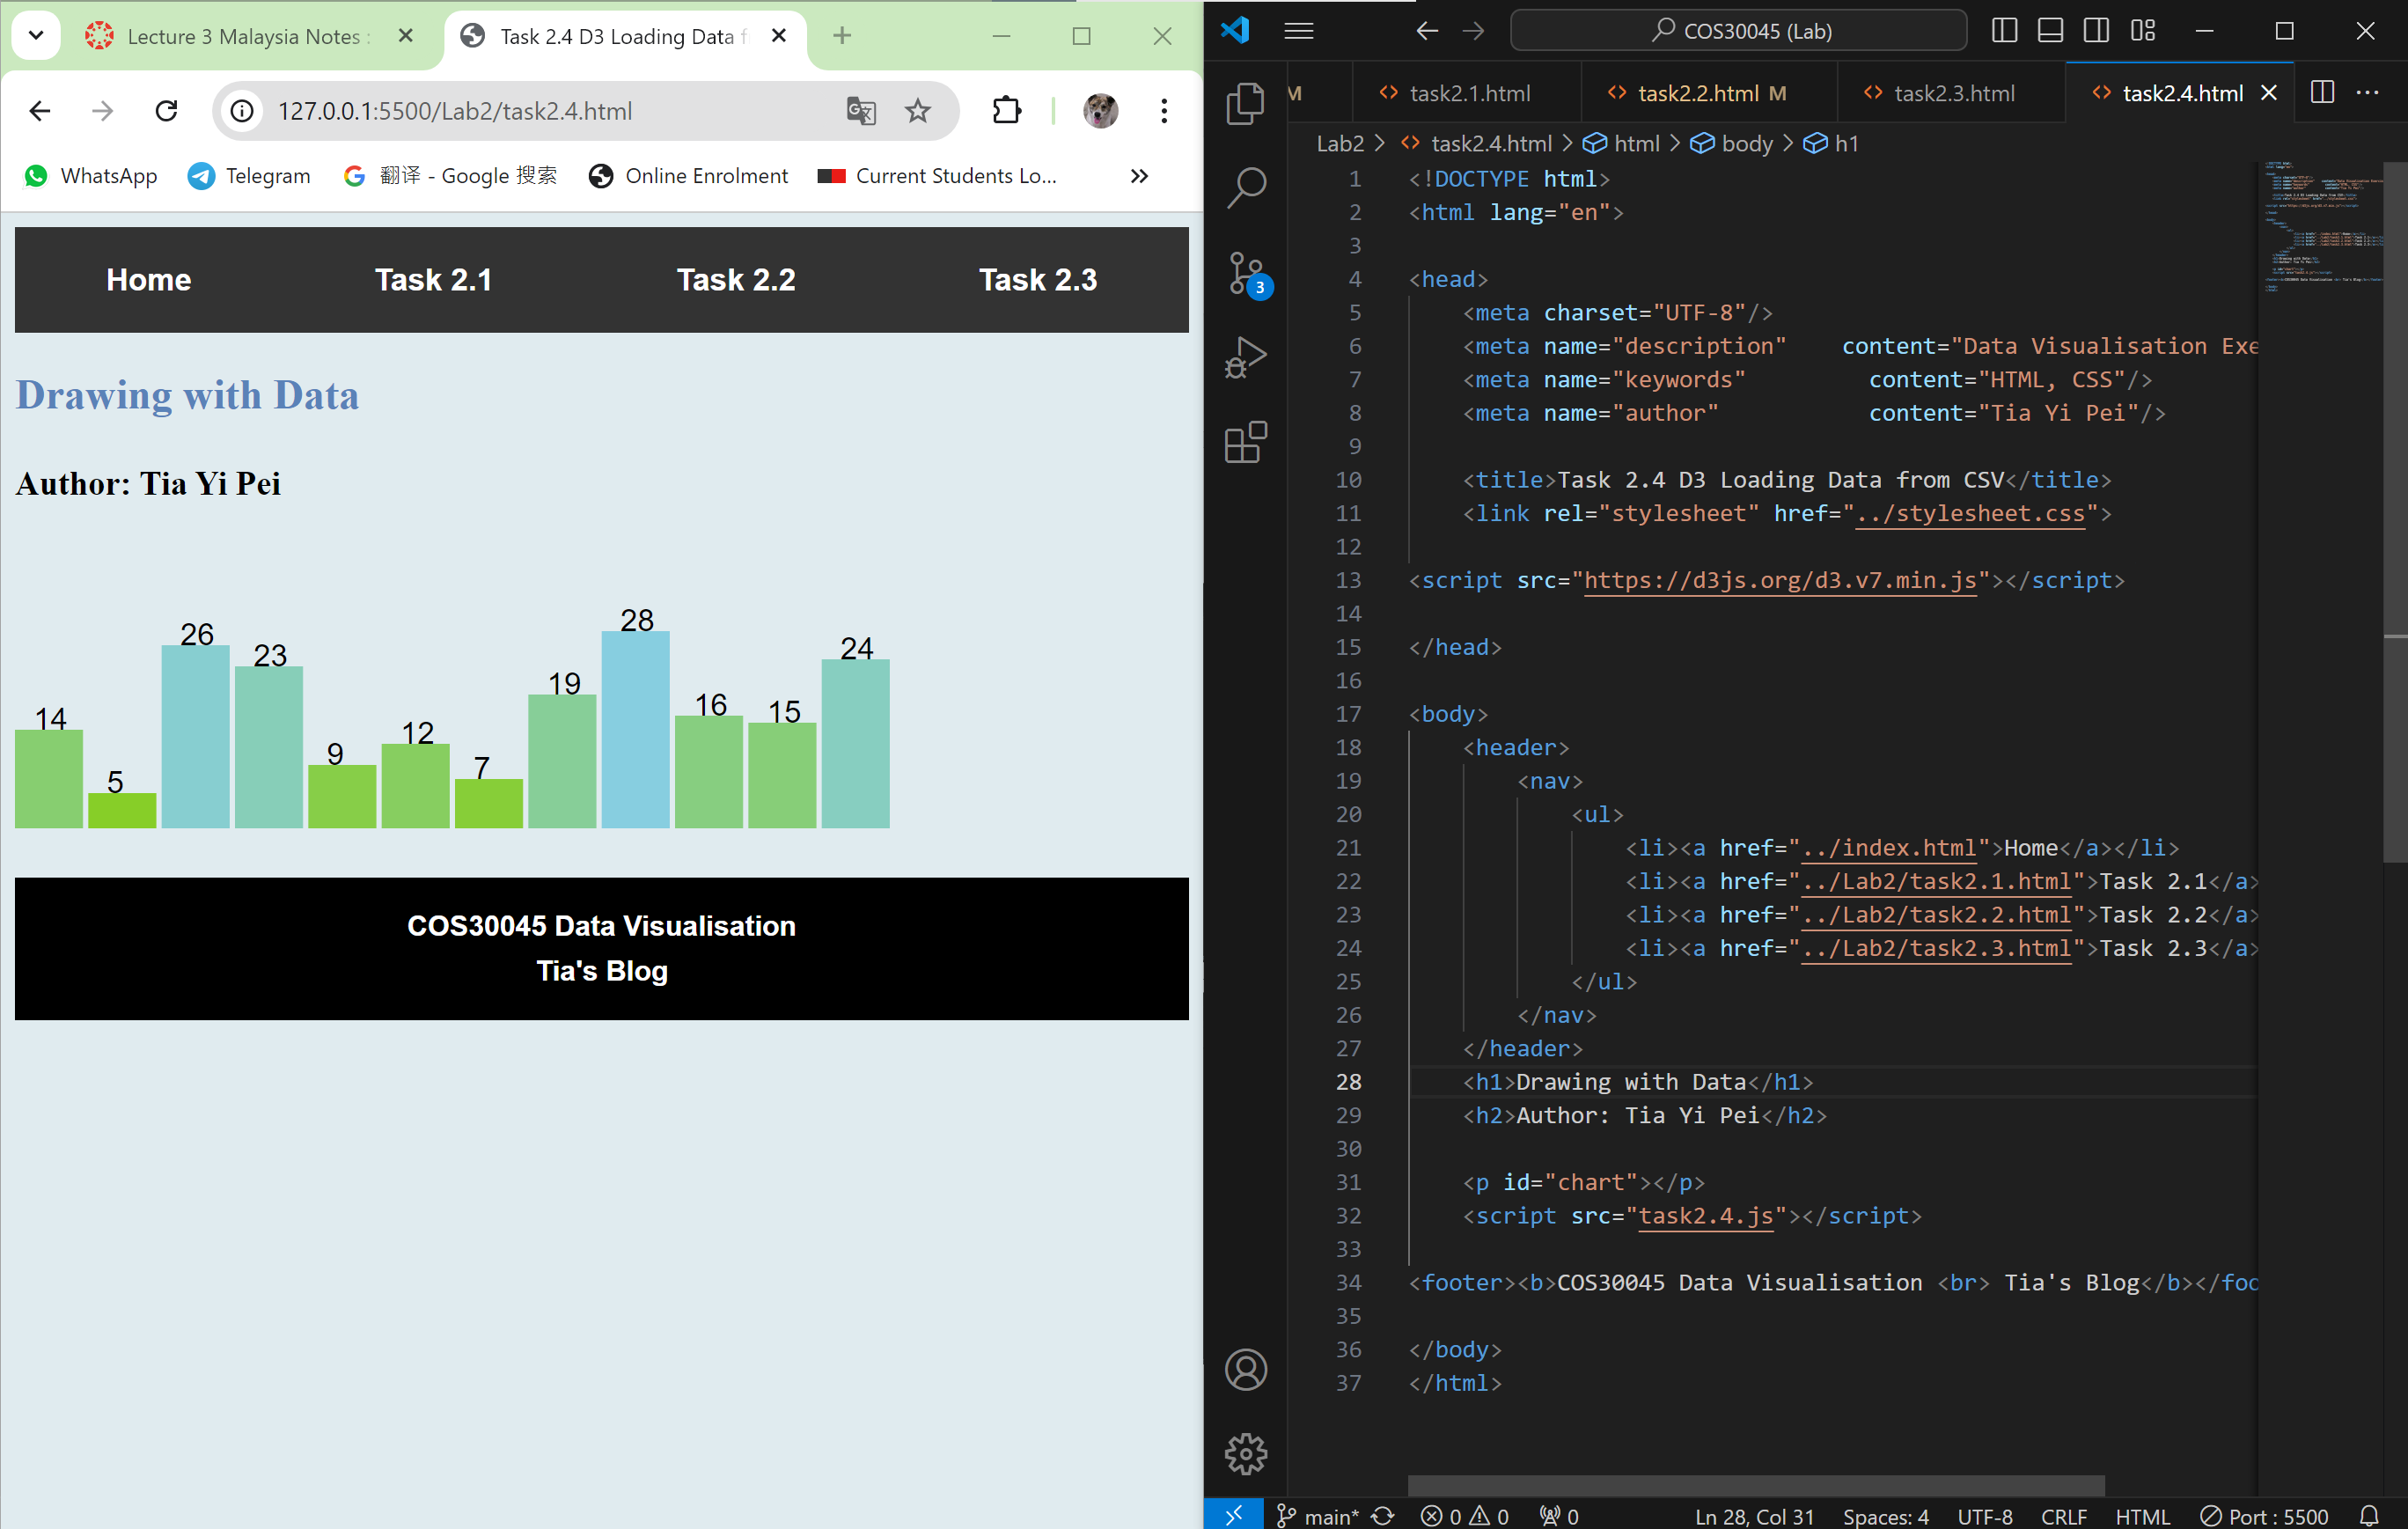 Lecture 3 Malaysia Notes :
Task 2.4 D3 Loading Data f
127.0.0.1:5500/Lab2/task2.4.html
WhatsApp
Telegram
翻译 - Google 搜索
Online Enrolment
Current Students Lo...
Home
Task 2.1
Task 2.2
Task 2.3
Drawing with Data
Author: Tia Yi Pei
14
5
26
23
9
12
7
19
28
16
15
24
COS30045 Data Visualisation
Tia's Blog
COS30045 (Lab)
M
task2.1.html
task2.2.html M
task2.3.html
task2.4.html
Lab2 > task2.4.html > html > body > h1
1 <!DOCTYPE html>
2 <html lang="en">
3
4 <head>
5 <meta charset="UTF-8"/>
6 <meta name="description" content="Data Visualisation Exe
7 <meta name="keywords" content="HTML, CSS"/>
8 <meta name="author" content="Tia Yi Pei"/>
9
10 <title>Task 2.4 D3 Loading Data from CSV</title>
11 <link rel="stylesheet" href="../stylesheet.css">
12
13 <script src="https://d3js.org/d3.v7.min.js"></script>
14
15 </head>
16
17 <body>
18 <header>
19 <nav>
20 <ul>
21 <li><a href="../index.html">Home</a></li>
22 <li><a href="../Lab2/task2.1.html">Task 2.1</a>
23 <li><a href="../Lab2/task2.2.html">Task 2.2</a>
24 <li><a href="../Lab2/task2.3.html">Task 2.3</a>
25 </ul>
26 </nav>
27 </header>
28 <h1>Drawing with Data</h1>
29 <h2>Author: Tia Yi Pei</h2>
30
31 <p id="chart"></p>
32 <script src="task2.4.js"></script>
33
34 <footer><b>COS30045 Data Visualisation <br> Tia's Blog</b></foo
35
36 </body>
37 </html>
3
main* 0 0 0 Ln 28, Col 31 Spaces: 4 UTF-8 CRLF HTML Port : 5500